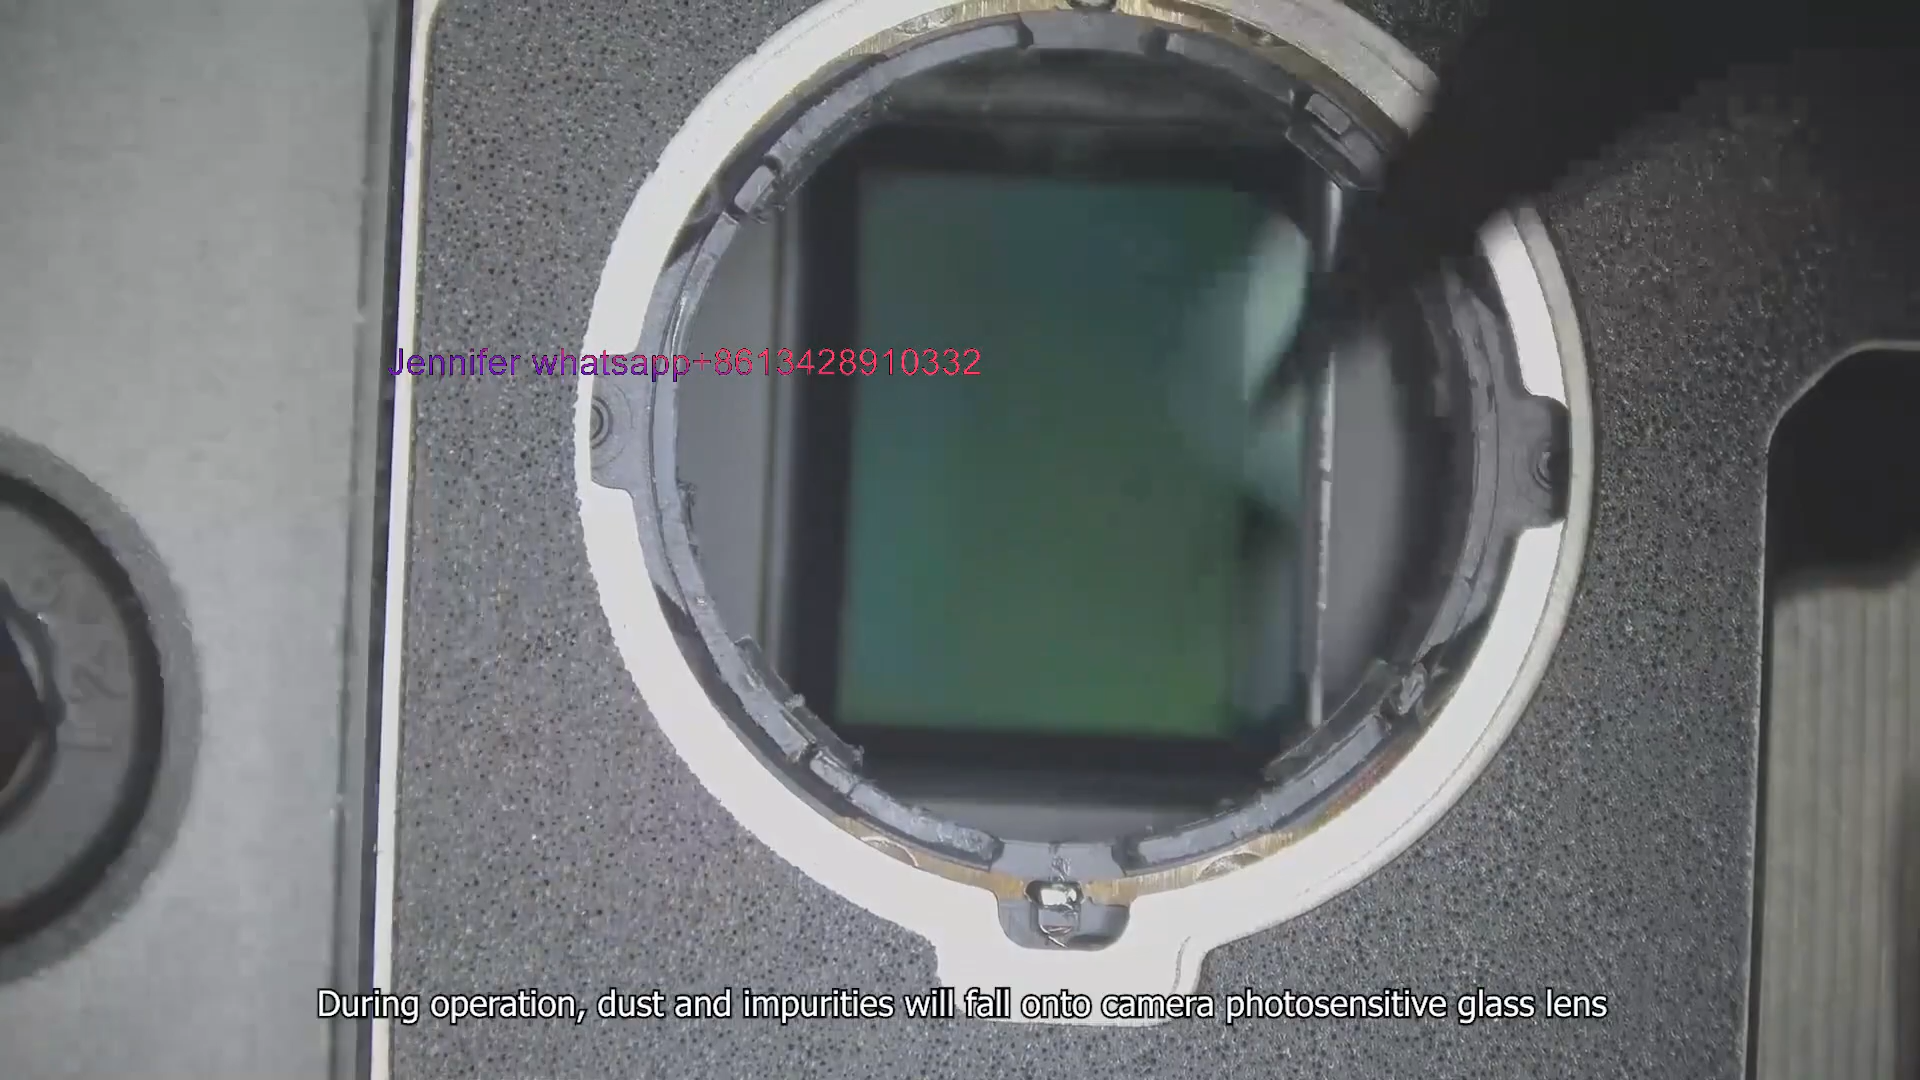 Jennifer whatsapp+8613428910332
During operation, dust and impurities will fall onto camera photosensitive glass lens